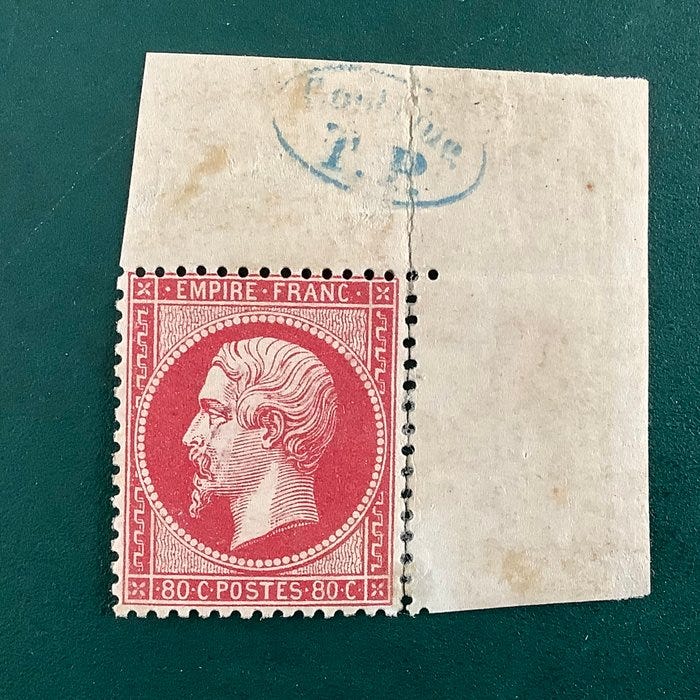 T. P.
· EMPIRE · FRANC ·
80·C·POSTES·80·C·